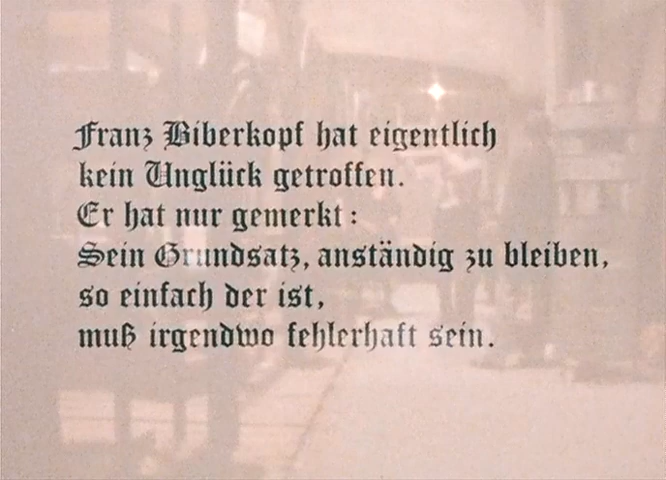 Franz Biberkopf hat eigentlich
kein Unglück getroffen.
Er hat nur gemerkt:
Sein Grundsatz, anständig zu bleiben,
so einfach der ist,
muß irgendwo fehlerhaft sein.